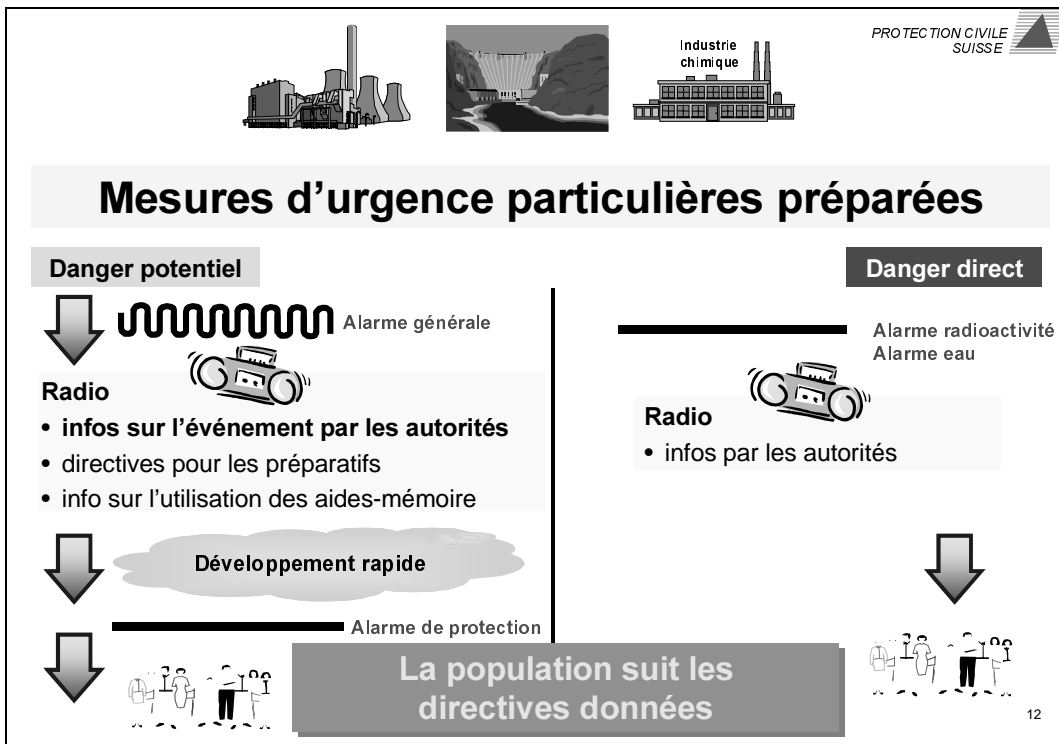 PROTECTION CIVILE
SUISSE
Industrie
chimique
Mesures d’urgence particulières préparées
Danger potentiel
Alarme générale
Radio
• infos sur l’événement par les autorités
• directives pour les préparatifs
• info sur l’utilisation des aides-mémoire
Développement rapide
Alarme de protection
Danger direct
Alarme radioactivité
Alarme eau
Radio
• infos par les autorités
La population suit les
directives données
12